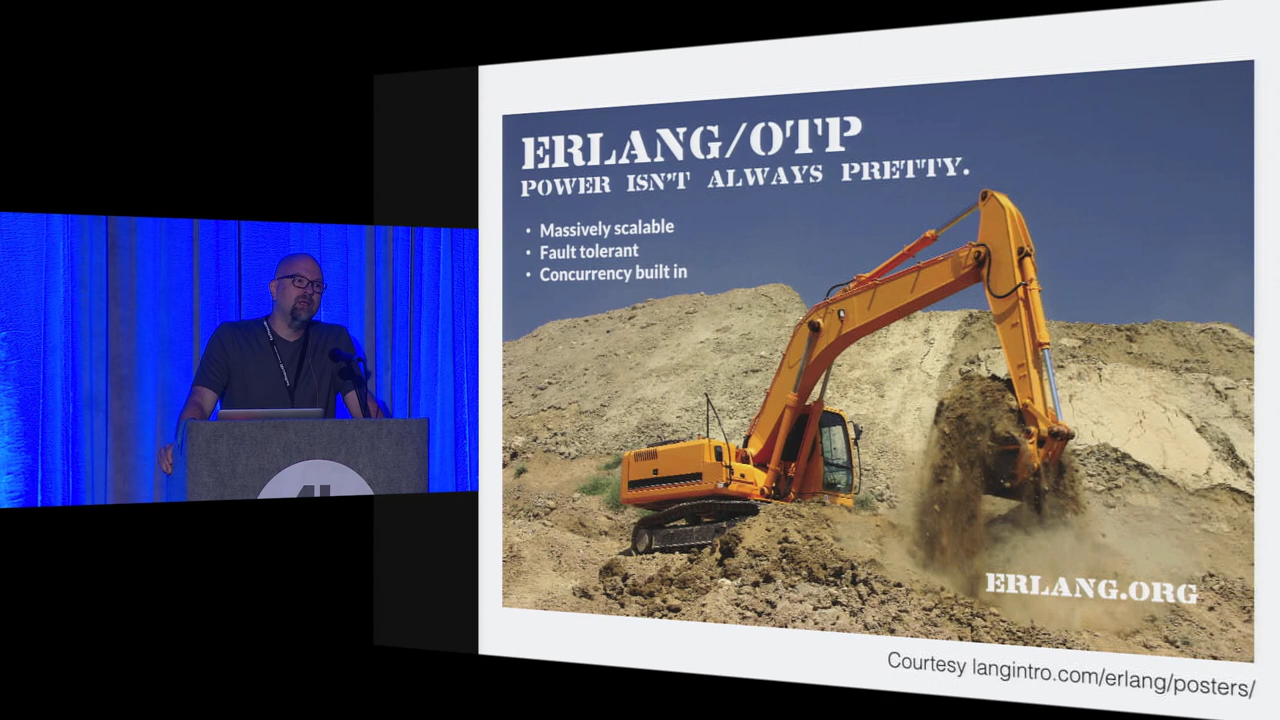 ERLANG/OTP
POWER ISN'T ALWAYS PRETTY.
• Massively scalable
• Fault tolerant
• Concurrency built in
ERLANG.ORG
Courtesy langintro.com/erlang/posters/